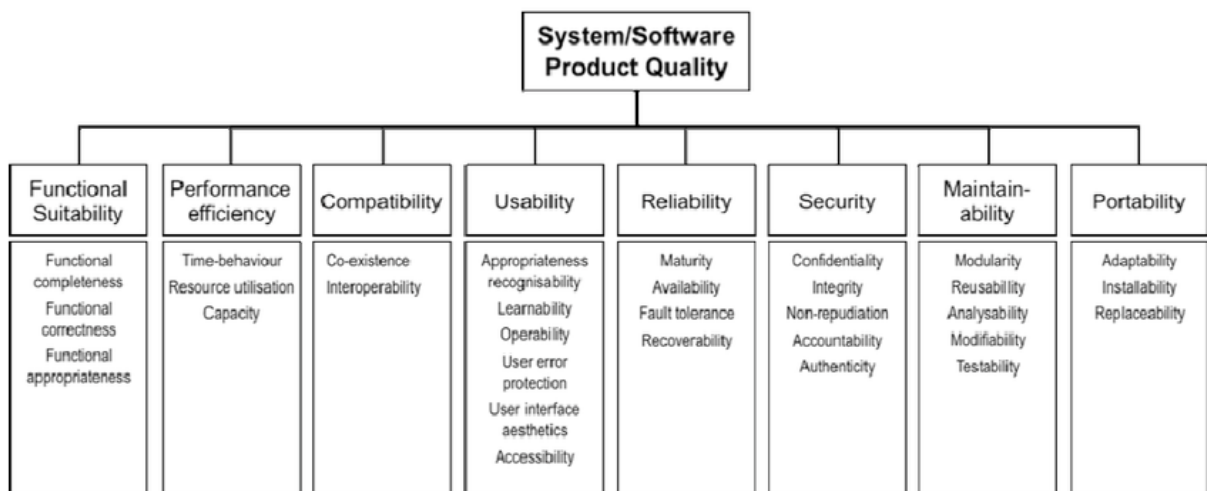 System/Software
Product Quality
Functional
Suitability
Performance
efficiency
Compatibility
Usability
Reliability
Security
Maintain-
ability
Portability
Functional
completeness
Functional
correctness
Functional
appropriateness
Time-behaviour
Resource utilisation
Capacity
Co-existence
Interoperability
Appropriateness
recognisability
Learnability
Operability
User error
protection
User interface
aesthetics
Accessibility
Maturity
Availability
Fault tolerance
Recoverability
Confidentiality
Integrity
Non-repudiation
Accountability
Authenticity
Modularity
Reusability
Analysability
Modifiability
Testability
Adaptability
Installability
Replaceability